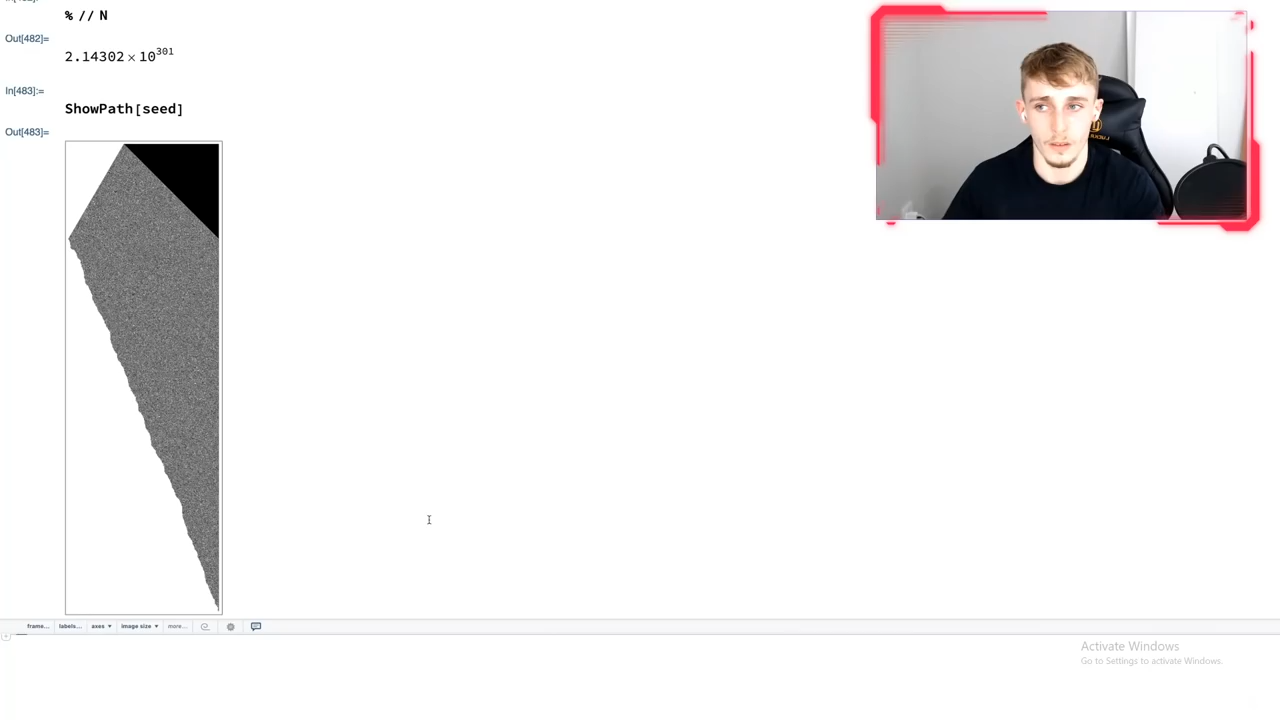 % // N
Out[482]=
2.14302 × 10^301
In[483]:=
ShowPath[seed]
Out[483]=
frame... labels... axes ▾ image size ▾ more...
Activate Windows
Go to Settings to activate Windows.